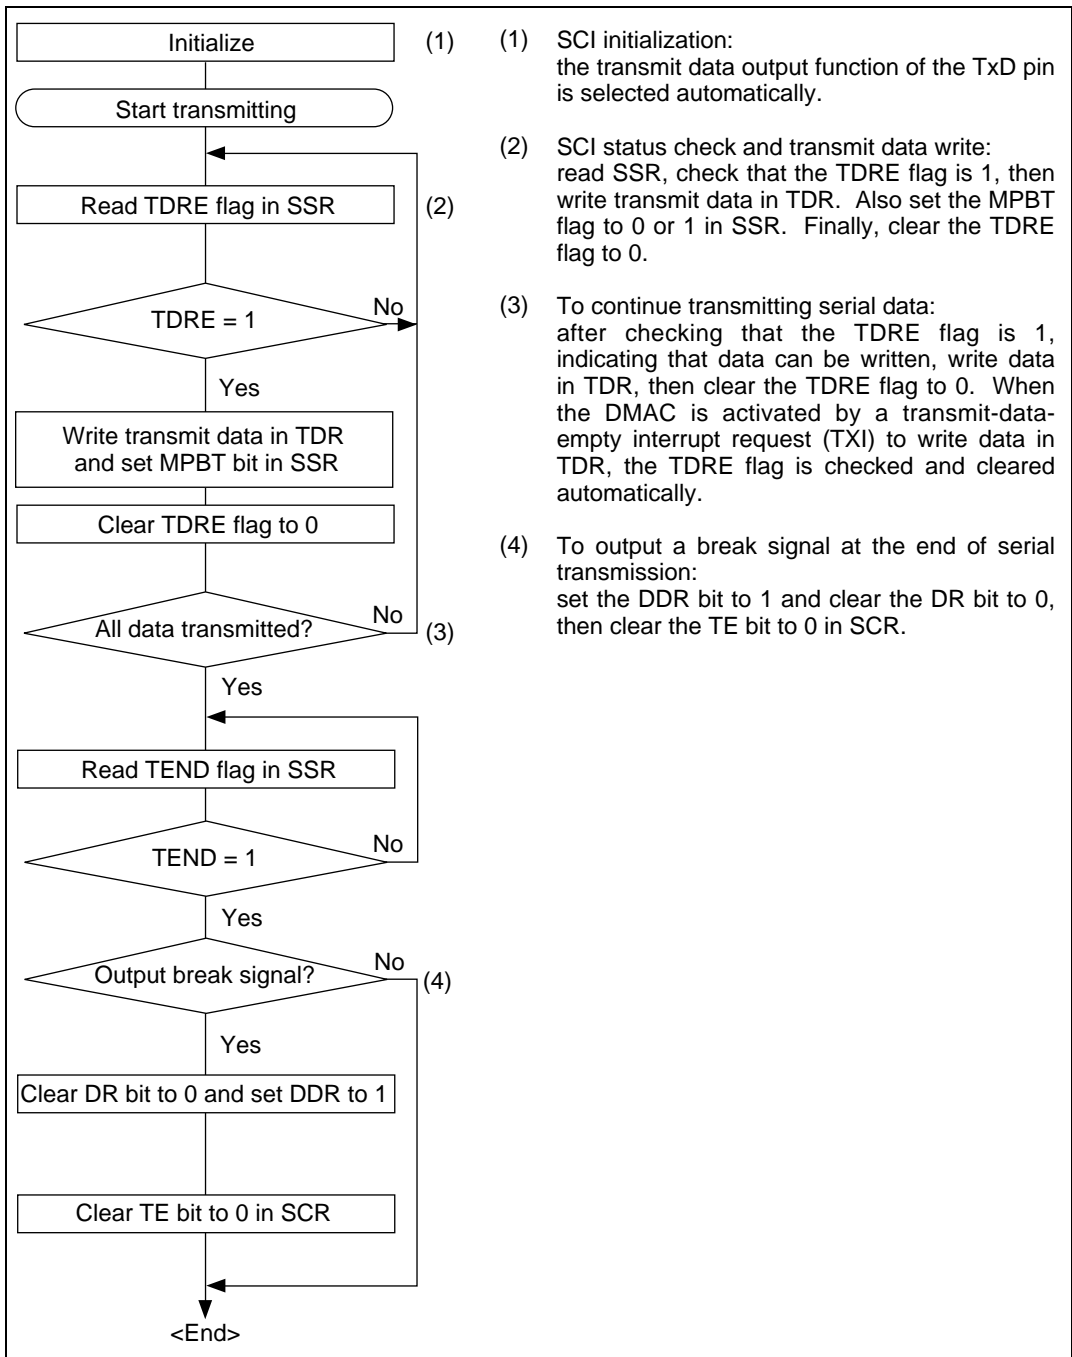 Initialize
(1)
Start transmitting
Read TDRE flag in SSR
(2)
TDRE = 1
No
Yes
Write transmit data in TDR
and set MPBT bit in SSR
Clear TDRE flag to 0
All data transmitted?
No
(3)
Yes
Read TEND flag in SSR
TEND = 1
No
Yes
Output break signal?
No
(4)
Yes
Clear DR bit to 0 and set DDR to 1
Clear TE bit to 0 in SCR
<End>
(1) SCI initialization:
the transmit data output function of the TxD pin
is selected automatically.
(2) SCI status check and transmit data write:
read SSR, check that the TDRE flag is 1, then
write transmit data in TDR. Also set the MPBT
flag to 0 or 1 in SSR. Finally, clear the TDRE
flag to 0.
(3) To continue transmitting serial data:
after checking that the TDRE flag is 1,
indicating that data can be written, write data
in TDR, then clear the TDRE flag to 0. When
the DMAC is activated by a transmit-data-
empty interrupt request (TXI) to write data in
TDR, the TDRE flag is checked and cleared
automatically.
(4) To output a break signal at the end of serial
transmission:
set the DDR bit to 1 and clear the DR bit to 0,
then clear the TE bit to 0 in SCR.